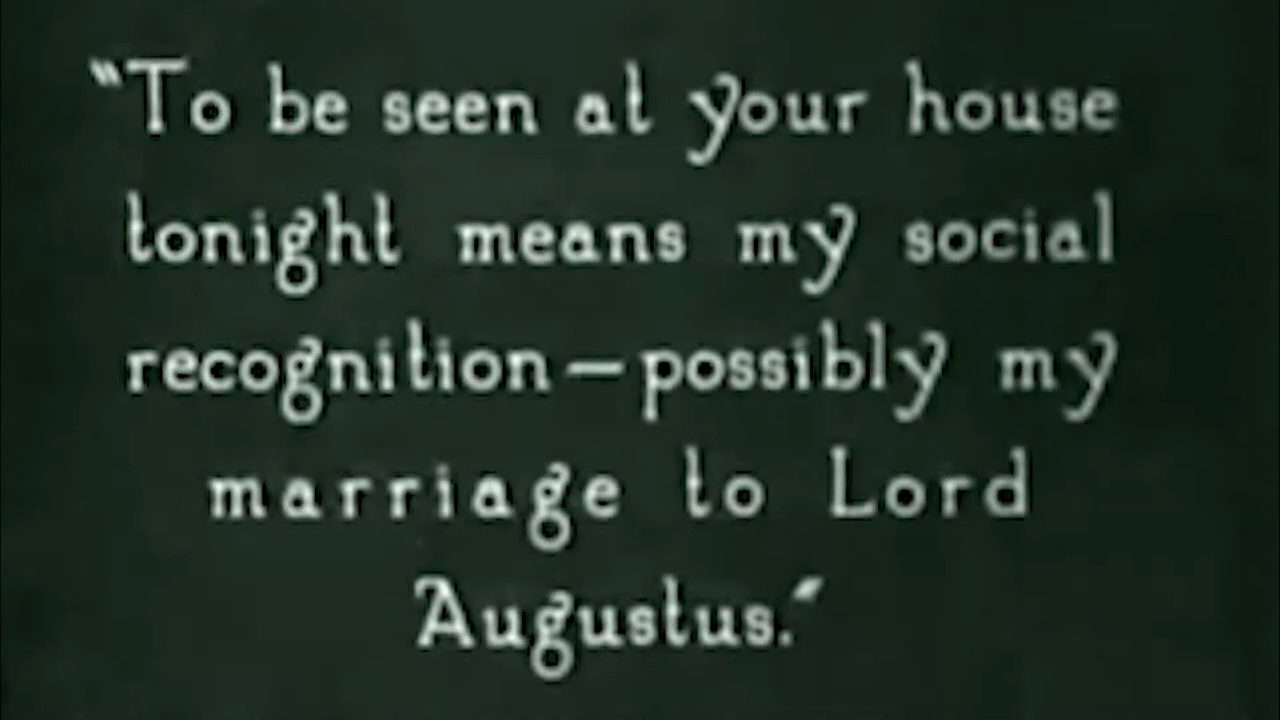 "To be seen at your house
tonight means my social
recognition—possibly my
marriage to Lord
Augustus."